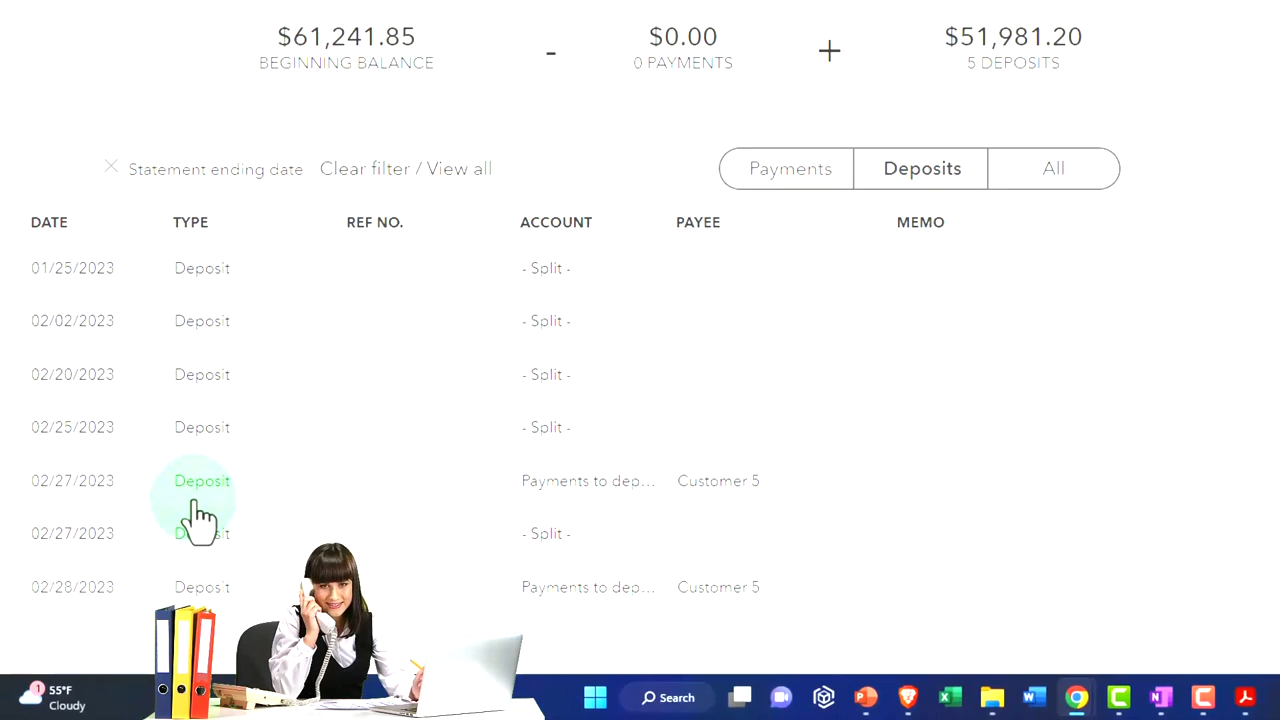 $61,241.85 - $0.00 + $51,981.20
BEGINNING BALANCE 0 PAYMENTS 5 DEPOSITS
Statement ending date Clear filter / View all Payments Deposits All
DATE TYPE REF NO. ACCOUNT PAYEE MEMO
01/25/2023 Deposit - Split -
02/02/2023 Deposit - Split -
02/20/2023 Deposit - Split -
02/25/2023 Deposit - Split -
02/27/2023 Deposit Payments to dep... Customer 5
02/27/2023 Deposit - Split -
02/28/2023 Deposit Payments to dep... Customer 5
1 55°F
Cloudy
Search